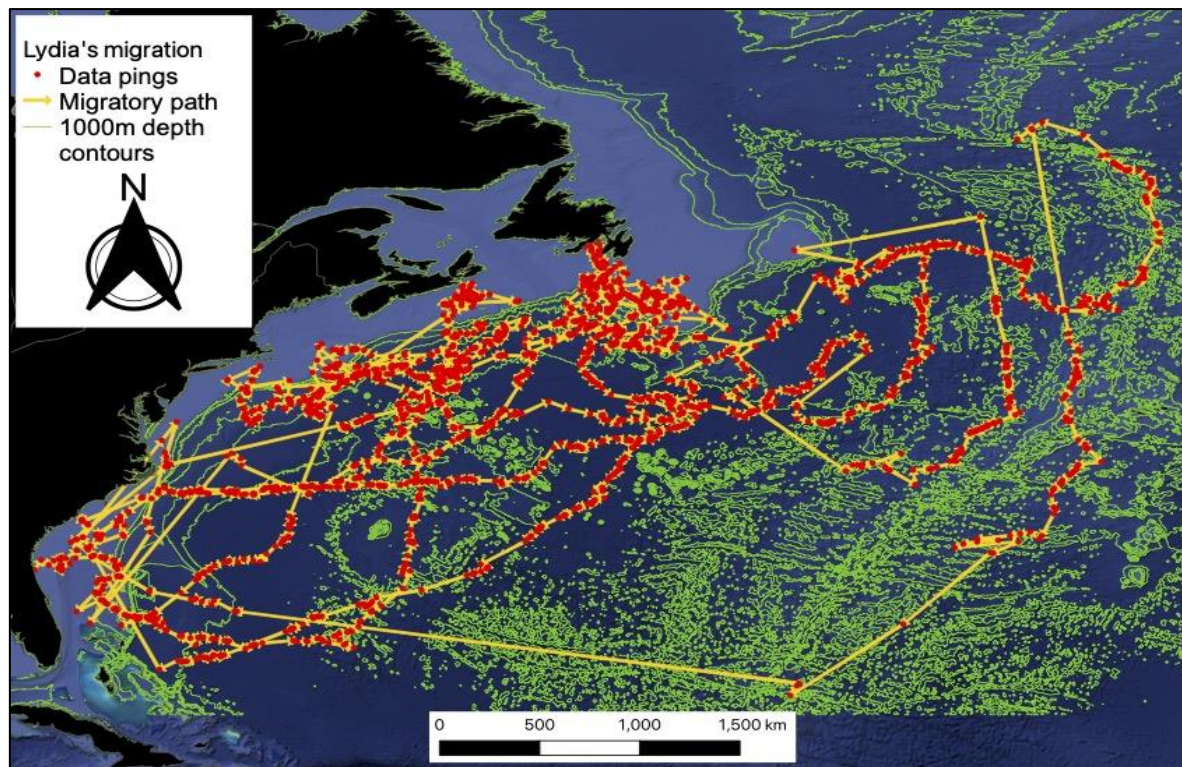 Lydia's migration
Data pings
Migratory path
1000m depth
contours
N
0 500 1,000 1,500 km